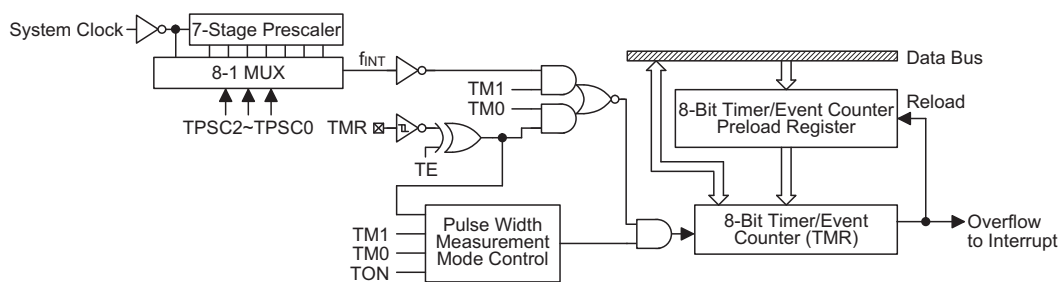 System Clock
7-Stage Prescaler
8-1 MUX
TPSC2~TPSC0
fINT
TM1
TM0
TMR
TE
TM1
TM0
TON
Pulse Width
Measurement
Mode Control
Data Bus
8-Bit Timer/Event Counter
Preload Register
Reload
8-Bit Timer/Event
Counter (TMR)
Overflow
to Interrupt